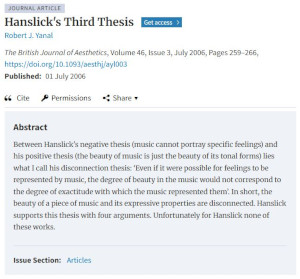 JOURNAL ARTICLE
Hanslick's Third Thesis Get access
Robert J. Yanal
The British Journal of Aesthetics, Volume 46, Issue 3, July 2006, Pages 259–266,
https://doi.org/10.1093/aesthj/ayl003
Published: 01 July 2006
Cite Permissions Share
Abstract
Between Hanslick's negative thesis (music cannot portray specific feelings) and
his positive thesis (the beauty of music is just the beauty of its tonal forms) lies
what I call his disconnection thesis: 'Even if it were possible for feelings to be
represented by music, the degree of beauty in the music would not correspond to
the degree of exactitude with which the music represented them'. In short, the
beauty of a piece of music and its expressive properties are disconnected. Hanslick
supports this thesis with four arguments. Unfortunately for Hanslick none of
these works.
Issue Section: Articles